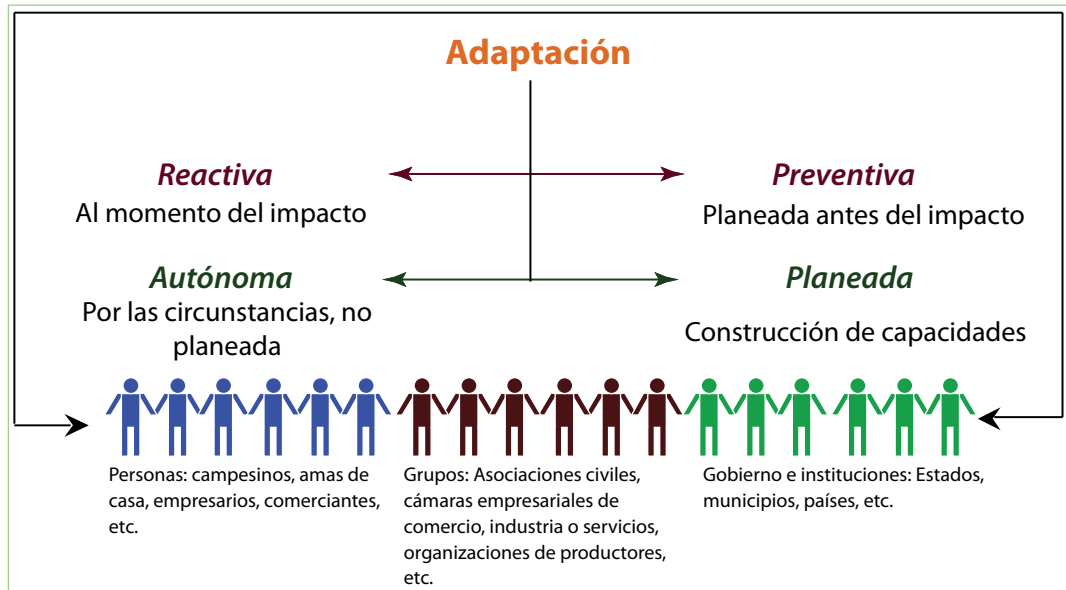 Adaptación
Reactiva
Al momento del impacto
Preventiva
Planeada antes del impacto
Autónoma
Por las circunstancias, no
planeada
Planeada
Construcción de capacidades
Personas: campesinos, amas de
casa, empresarios, comerciantes,
etc.
Grupos: Asociaciones civiles,
cámaras empresariales de
comercio, industria o servicios,
organizaciones de productores,
etc.
Gobierno e instituciones: Estados,
municipios, países, etc.